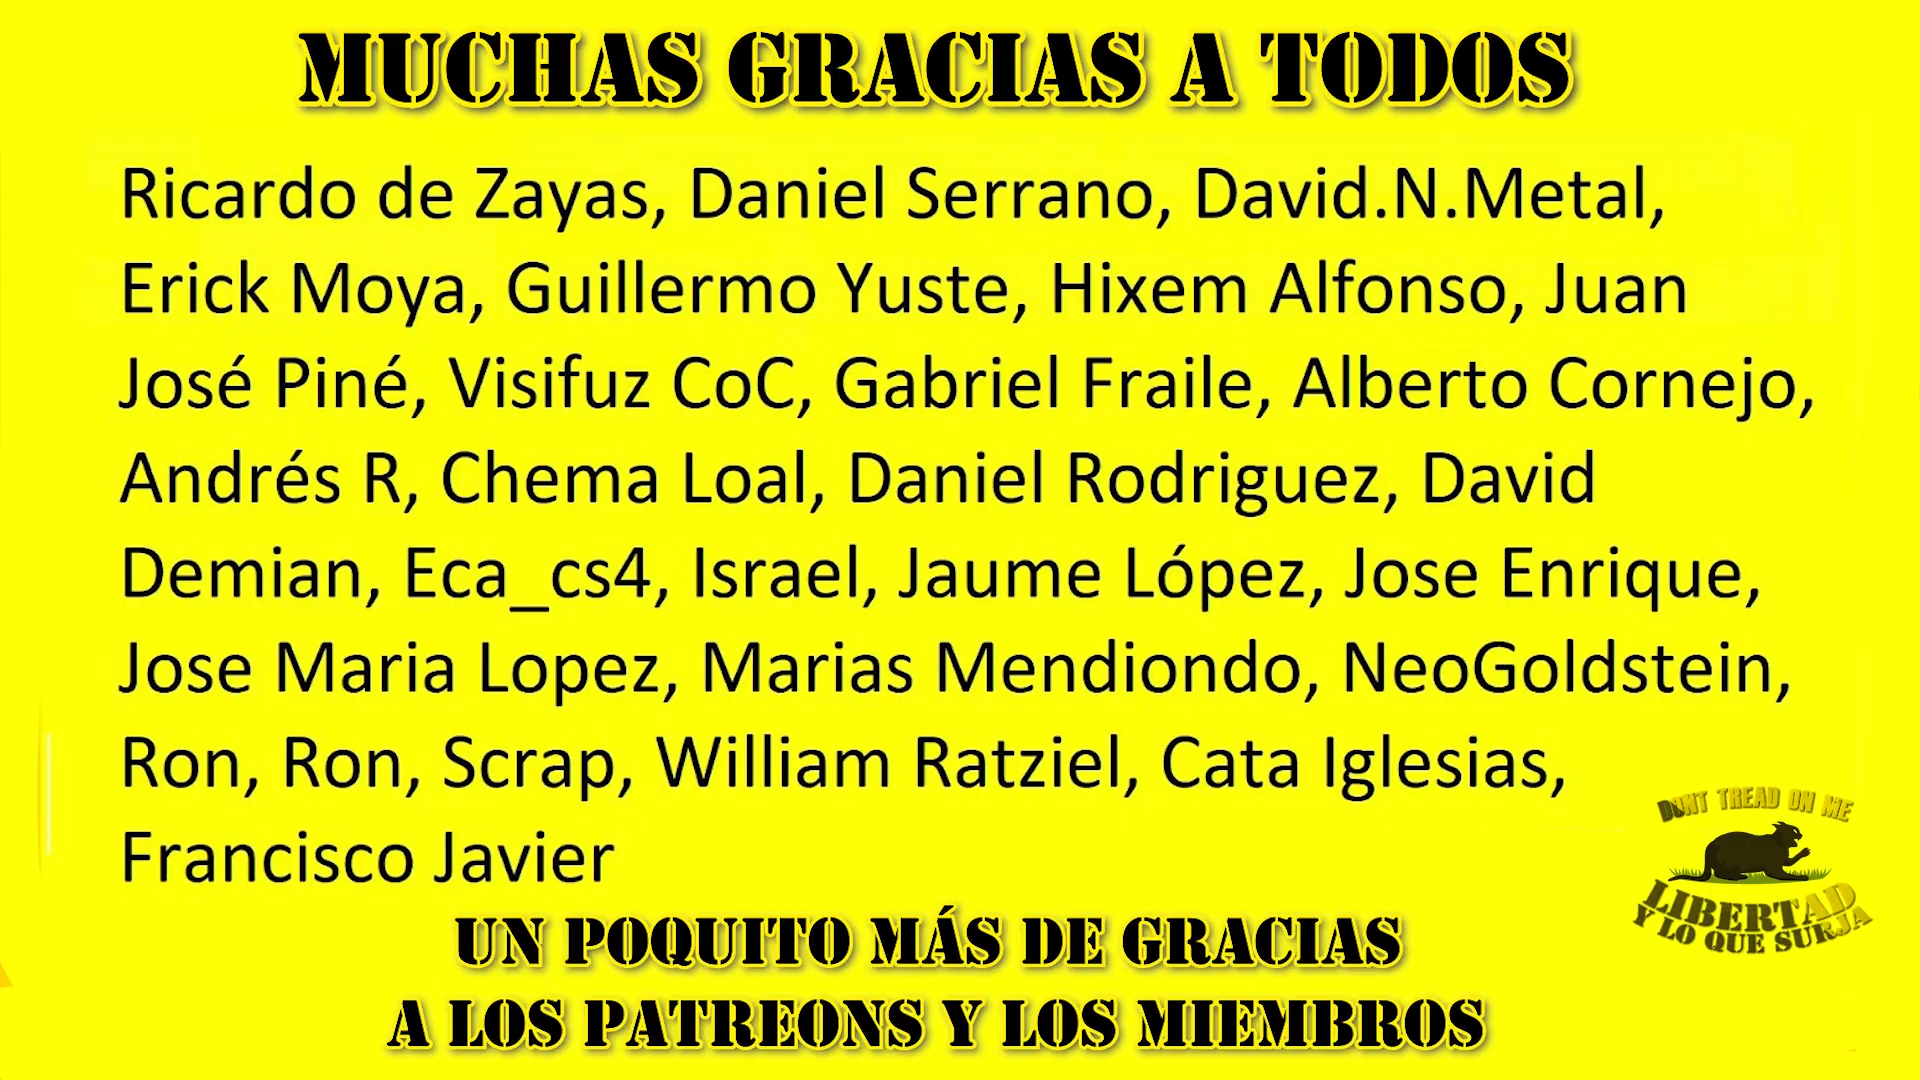 MUCHAS GRACIAS A TODOS
Ricardo de Zayas, Daniel Serrano, David.N.Metal,
Erick Moya, Guillermo Yuste, Hixem Alfonso, Juan
José Piné, Visifuz CoC, Gabriel Fraile, Alberto Cornejo,
Andrés R, Chema Loal, Daniel Rodriguez, David
Demian, Eca_cs4, Israel, Jaume López, Jose Enrique,
Jose Maria Lopez, Marias Mendiondo, NeoGoldstein,
Ron, Ron, Scrap, William Ratziel, Cata Iglesias,
Francisco Javier
DONT TREAD ON ME
LIBERTAD
Y LO QUE SURJA
UN POQUITO MÁS DE GRACIAS
A LOS PATREONS Y LOS MIEMBROS